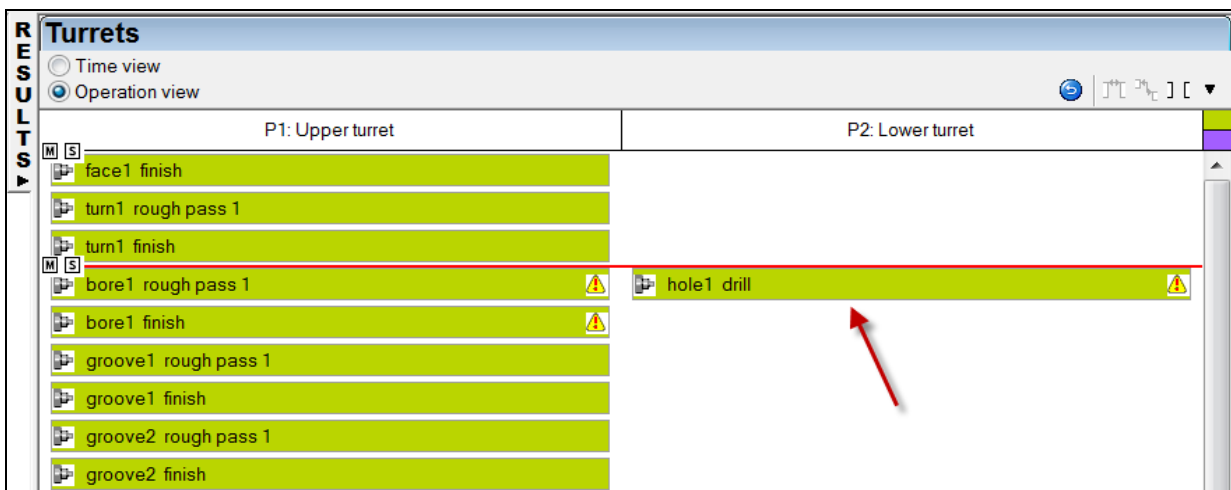 RESULTS
Turrets
Time view
Operation view
P1: Upper turret
P2: Lower turret
M S
face1 finish
turn1 rough pass 1
turn1 finish
M S
bore1 rough pass 1
hole1 drill
bore1 finish
groove1 rough pass 1
groove1 finish
groove2 rough pass 1
groove2 finish